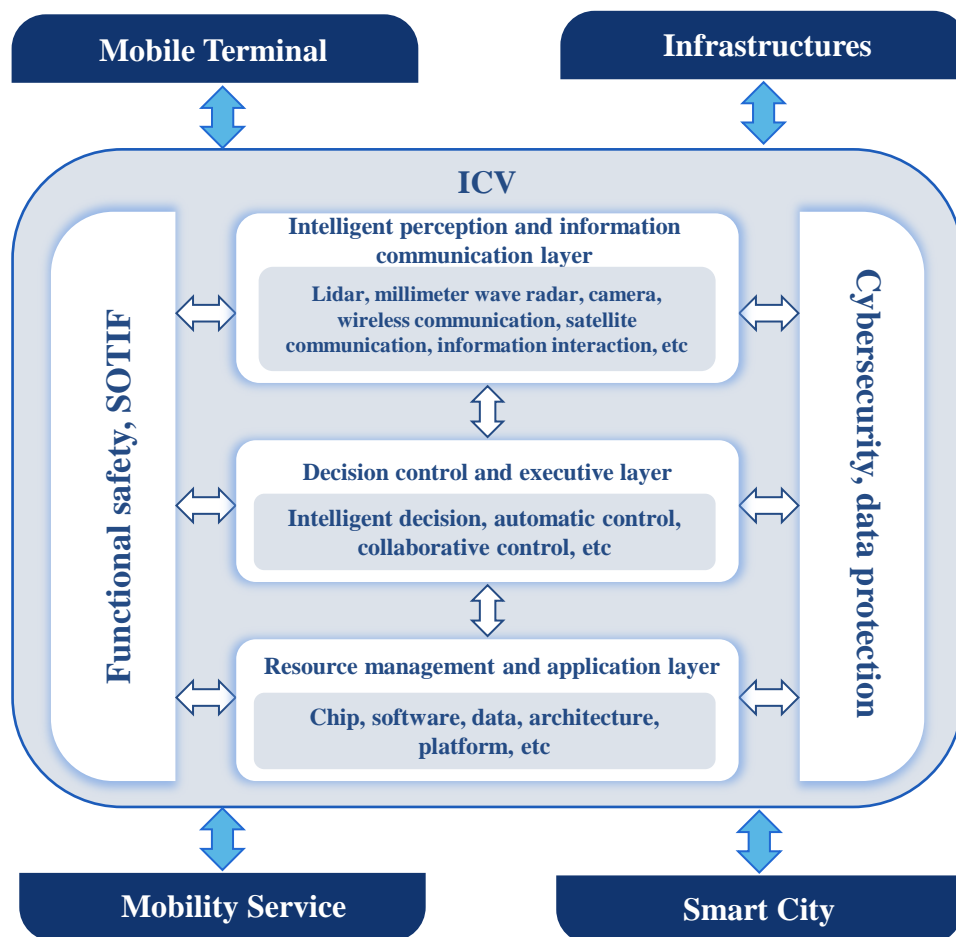 Mobile Terminal
Infrastructures
ICV
Functional safety, SOTIF
Intelligent perception and information
communication layer
Lidar, millimeter wave radar, camera,
wireless communication, satellite
communication, information interaction, etc
Decision control and executive layer
Intelligent decision, automatic control,
collaborative control, etc
Resource management and application layer
Chip, software, data, architecture,
platform, etc
Cybersecurity, data protection
Mobility Service
Smart City